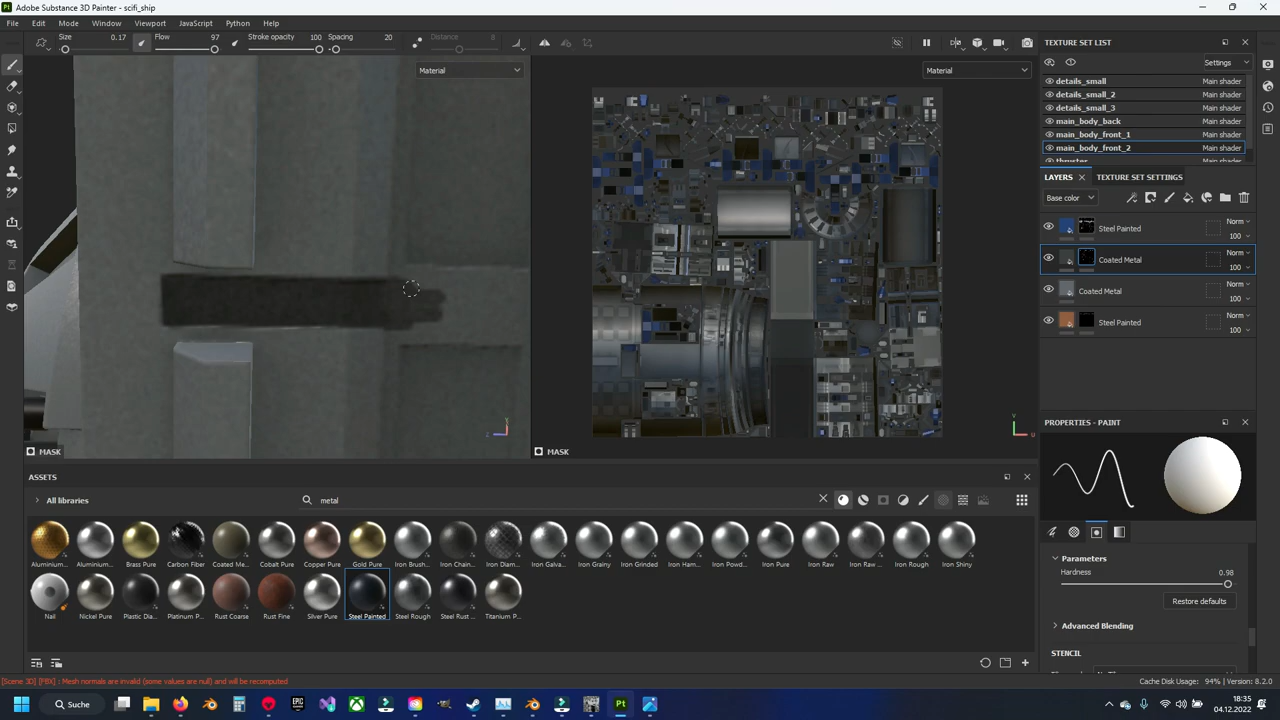 Adobe Substance 3D Painter - scifi_ship
File Edit Mode Window Viewport JavaScript Python Help
Size 0.17 Flow 97 Stroke opacity 100 Spacing 20 Distance 8
Material
Material
MASK
MASK
TEXTURE SET LIST
Settings
details_small Main shader
details_small_2 Main shader
details_small_3 Main shader
main_body_back Main shader
main_body_front_1 Main shader
main_body_front_2 Main shader
thruster Main shader
LAYERS TEXTURE SET SETTINGS
Base color
Steel Painted Norm 100
Coated Metal Norm 100
Coated Metal Norm 100
Steel Painted Norm 100
PROPERTIES - PAINT
Parameters
Hardness 0.98
Restore defaults
Advanced Blending
STENCIL
ASSETS
All libraries metal
Aluminium... Aluminium... Brass Pure Carbon Fiber Coated Me... Cobalt Pure Copper Pure Gold Pure Iron Brush... Iron Chain... Iron Diam... Iron Galva... Iron Grainy Iron Grinded Iron Ham... Iron Powd... Iron Pure Iron Raw Iron Raw ... Iron Rough Iron Shiny
Nail Nickel Pure Plastic Dia... Platinum P... Rust Coarse Rust Fine Silver Pure Steel Painted Steel Rough Steel Rust ... Titanium P...
[Scene 3D] [FBX] : Mesh normals are invalid (some values are null) and will be recomputed
Cache Disk Usage: 94% | Version: 8.2.0
Suche
18:35
04.12.2022